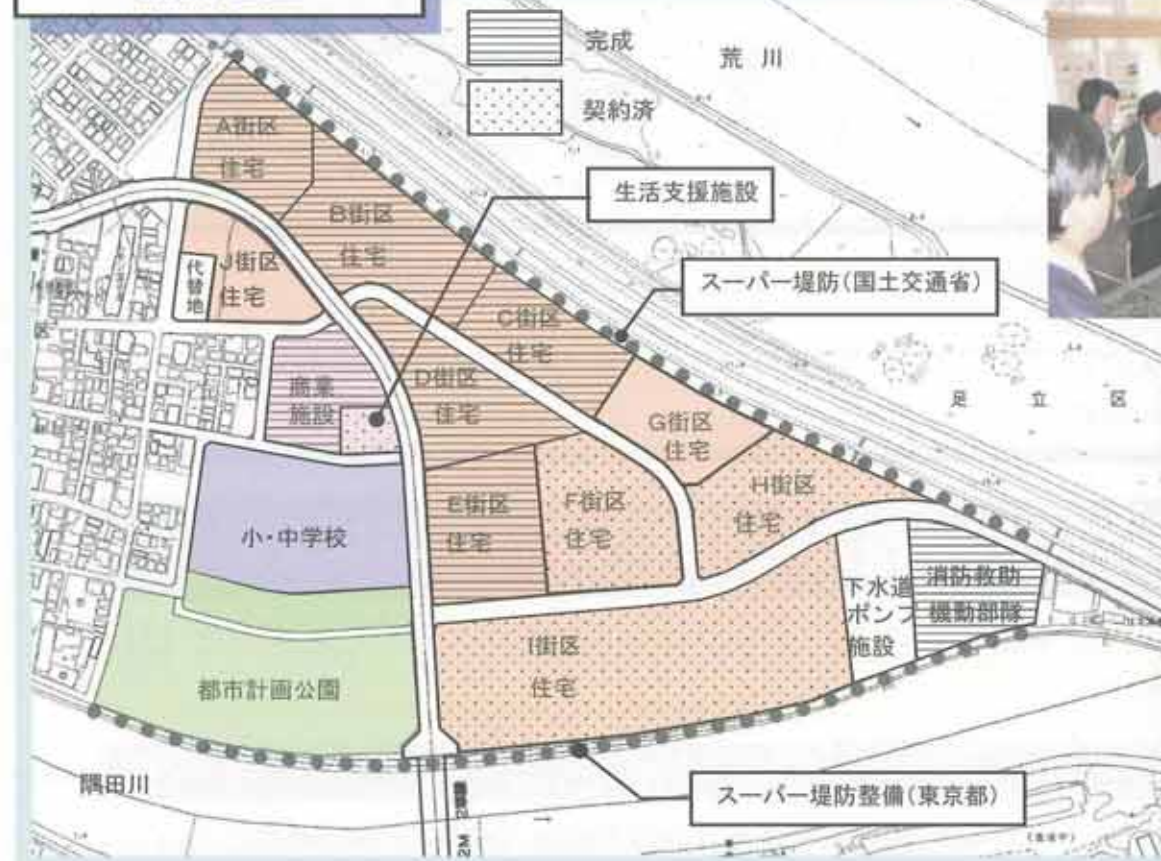 完成
契約済
荒川
生活支援施設
スーパー堤防(国土交通省)
A街区
住宅
B街区
住宅
J街区
住宅
代替地
区
C街区
住宅
D街区
住宅
商業
施設
G街区
住宅
足立区
H街区
住宅
E街区
住宅
F街区
住宅
小・中学校
下水道
ポンプ
施設
消防救助
機動部隊
I街区
住宅
都市計画公園
隅田川
スーパー堤防整備(東京都)